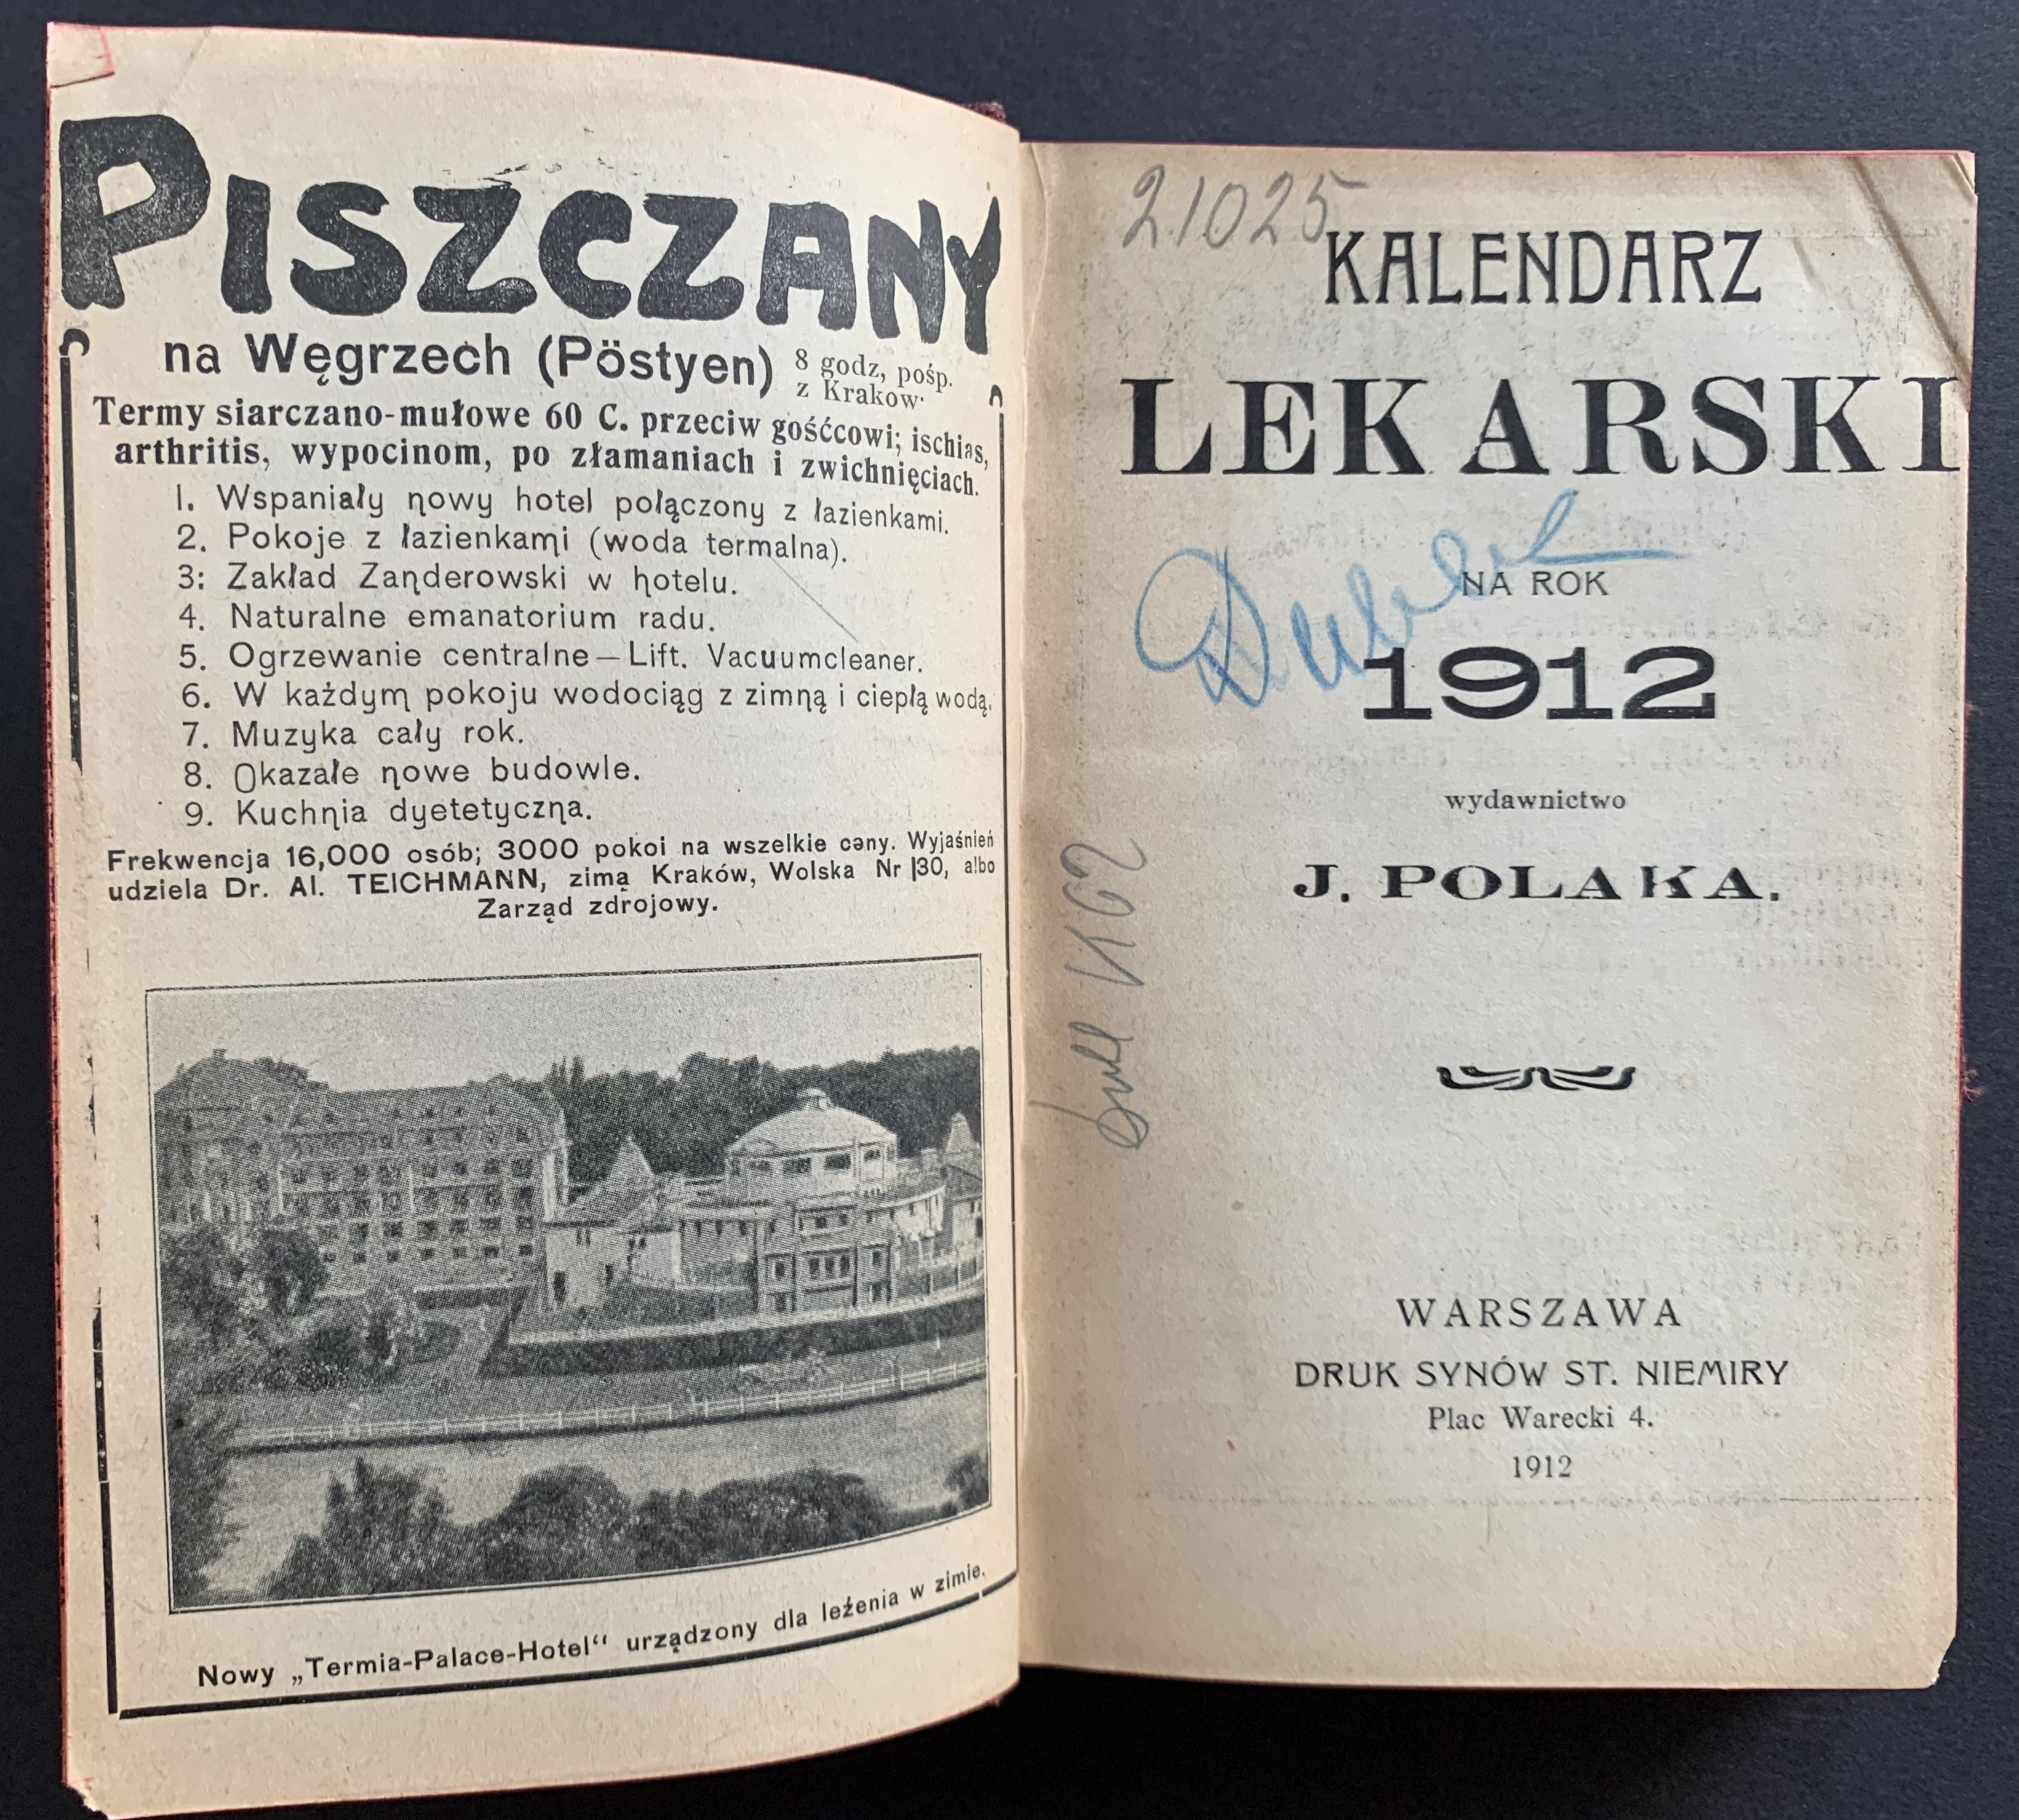 PISZCZANY
na Węgrzech (Pöstyen) 8 godz, pośp.
z Krakow·
Termy siarczano-mułowe 60 C. przeciw gośćcowi; ischias,
arthritis, wypocinom, po złamaniach i zwichnięciach.
1. Wspaniały nowy hotel połączony z łazienkami.
2. Pokoje z łazienkami (woda termalna).
3: Zakład Zanderowski w hotelu.
4. Naturalne emanatorium radu.
5. Ogrzewanie centralne — Lift. Vacuumcleaner.
6. W każdym pokoju wodociąg z zimną i ciepłą wodą.
7. Muzyka cały rok.
8. Okazałe nowe budowle.
9. Kuchnia dyetetyczna.
Frekwencja 16,000 osób; 3000 pokoi na wszelkie ceny. Wyjaśnień
udziela Dr. Al. TEICHMANN, zimą Kraków, Wolska Nr |30, albo
Zarząd zdrojowy.
Nowy „Termia-Palace-Hotel“ urządzony dla leżenia w zimie.
21025
KALENDARZ
LEKARSKI
NA ROK
1912
wydawnictwo
J. POLAKA.
WARSZAWA
DRUK SYNÓW ST. NIEMIRY
Plac Warecki 4.
1912